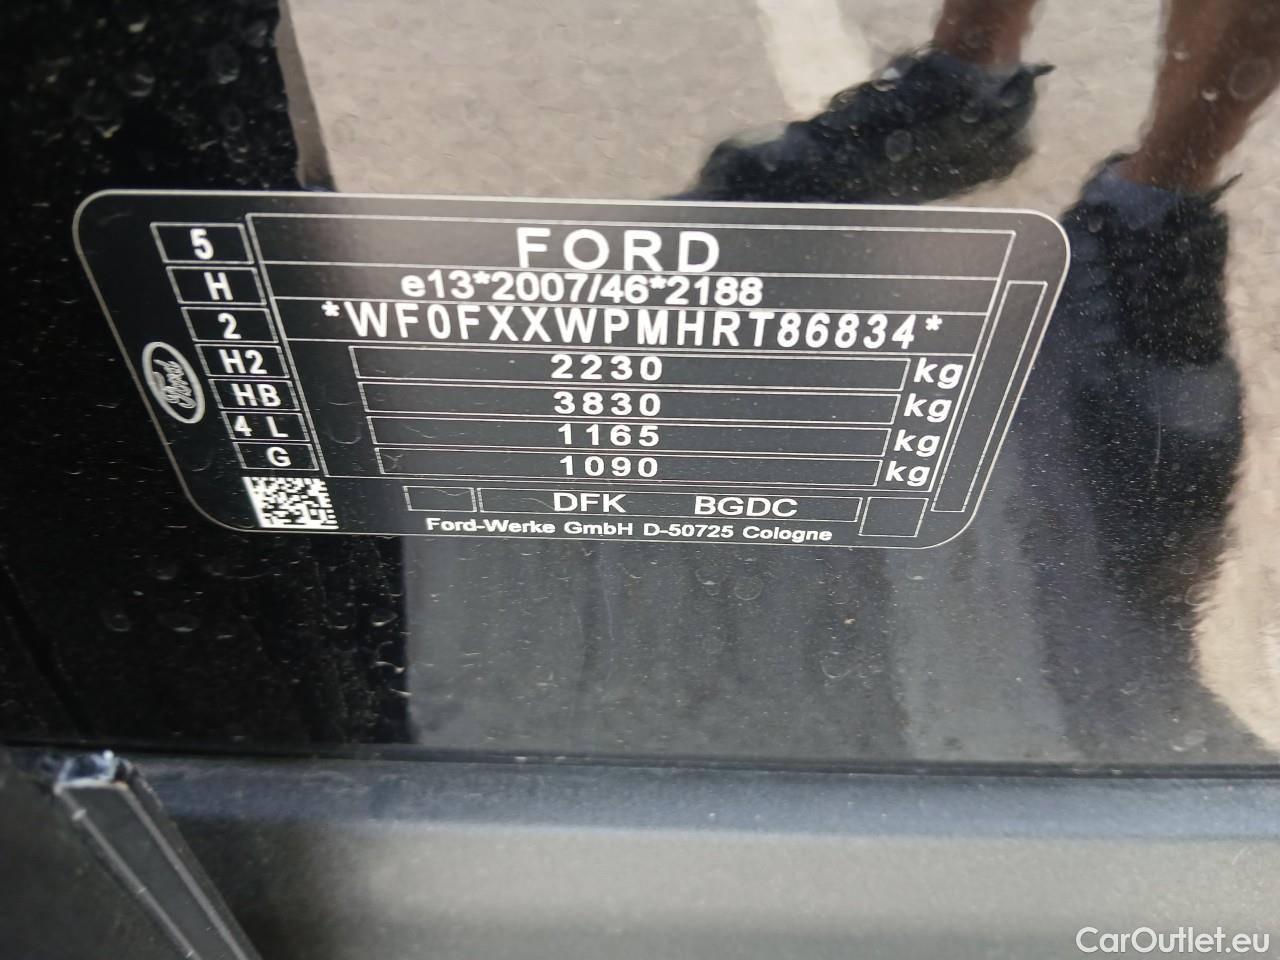 5 FORD
H e13*2007/46*2188
2 *WF0FXXWPMHRT86834*
H2 2230 kg
HB 3830 kg
4 L 1165 kg
G 1090 kg
Ford
DFK BGDC
Ford-Werke GmbH D-50725 Cologne
CarOutlet.eu